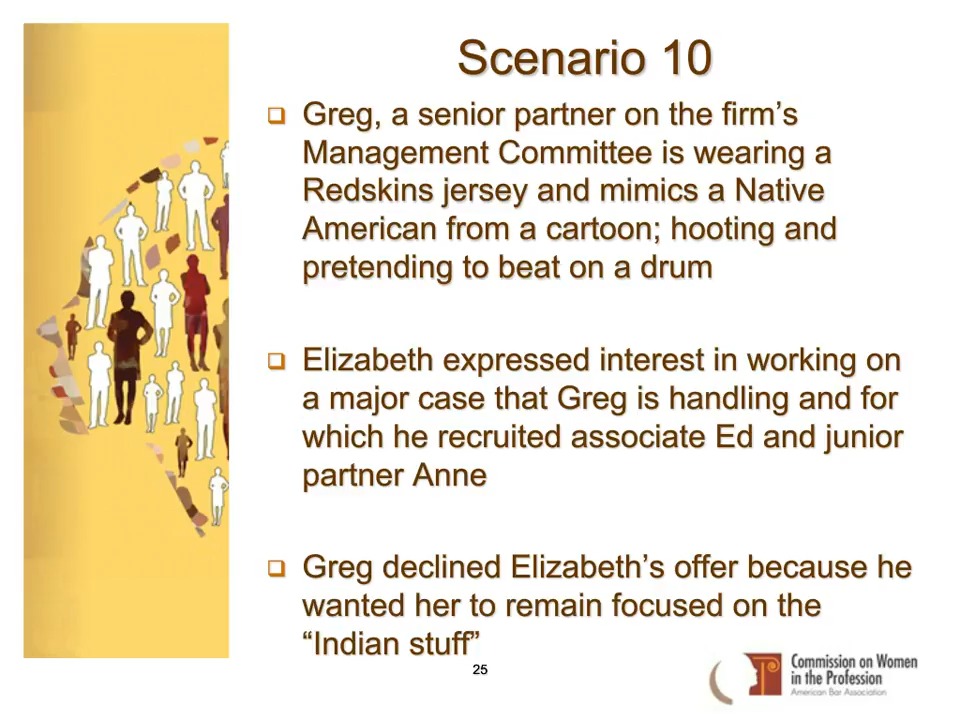 Scenario 10
❑ Greg, a senior partner on the firm’s
Management Committee is wearing a
Redskins jersey and mimics a Native
American from a cartoon; hooting and
pretending to beat on a drum
❑ Elizabeth expressed interest in working on
a major case that Greg is handling and for
which he recruited associate Ed and junior
partner Anne
❑ Greg declined Elizabeth’s offer because he
wanted her to remain focused on the
“Indian stuff”
25
Commission on Women
in the Profession
American Bar Association